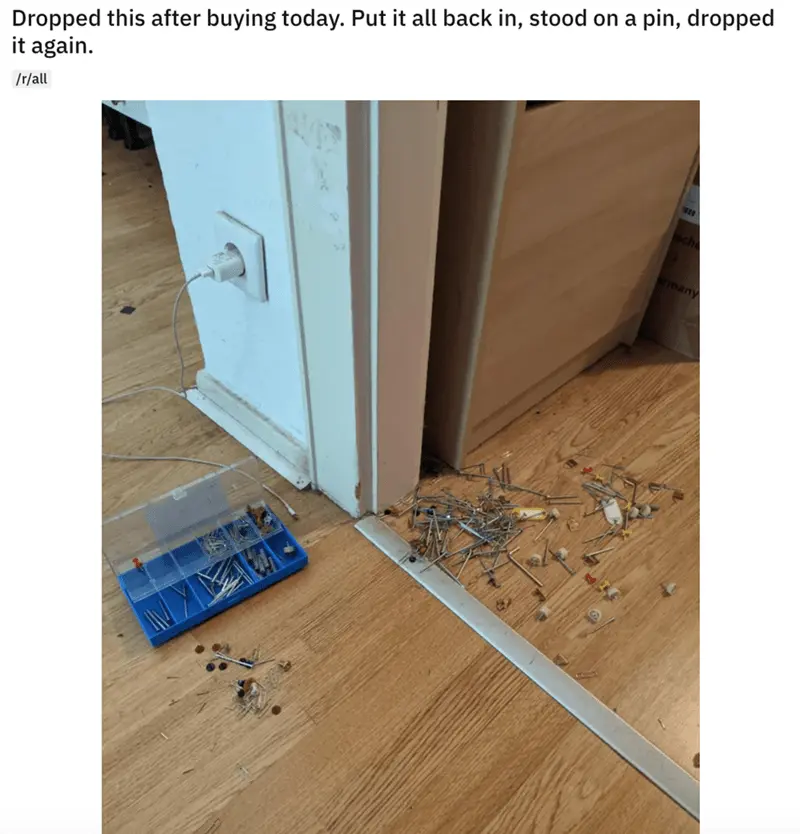 Dropped this after buying today. Put it all back in, stood on a pin, dropped
it again.
/r/all